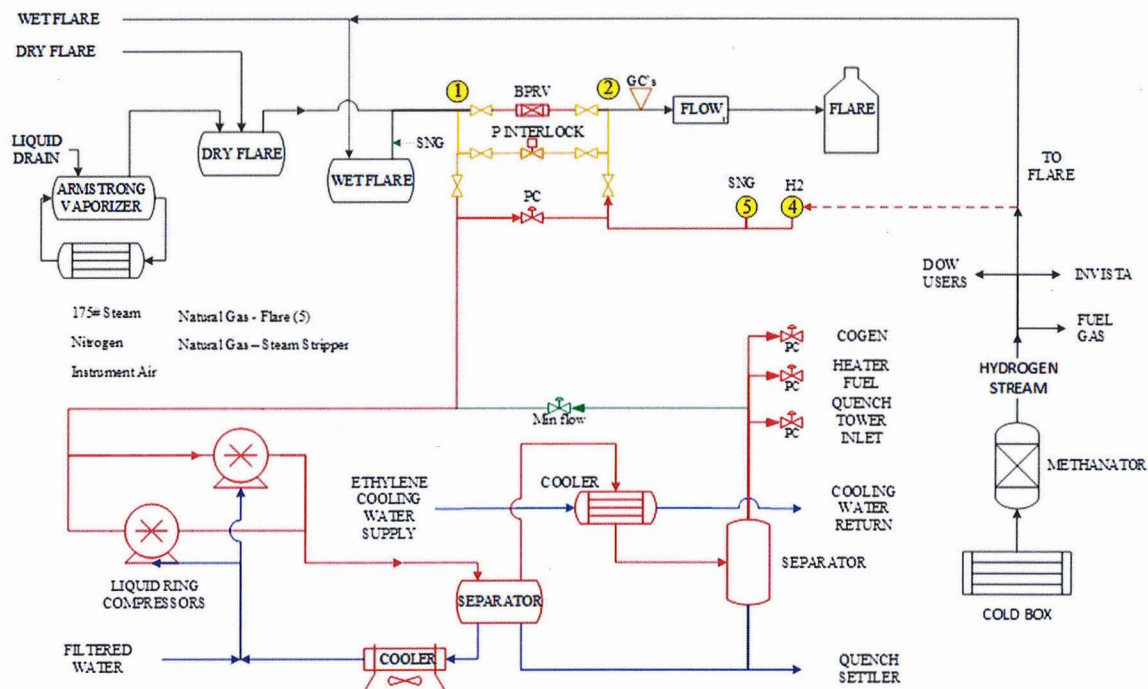 WET FLARE
DRY FLARE
1
BPRV
2
GC's
FLOW
FLARE
P INTERLOCK
LIQUID
DRAIN
DRY FLARE
SNG
WET FLARE
ARMSTRONG
VAPORIZER
TO
FLARE
PC
SNG
H2
5
4
DOW
USERS
INVISTA
175# Steam
Natural Gas - Flare (5)
Nitrogen
Natural Gas – Steam Stripper
Instrument Air
FUEL
GAS
PC
COGEN
HYDROGEN
STREAM
PC
HEATER
FUEL
Min flow
PC
QUENCH
TOWER
INLET
METHANATOR
ETHYLENE
COOLING
WATER
SUPPLY
COOLER
COOLING
WATER
RETURN
SEPARATOR
LIQUID RING
COMPRESSORS
SEPARATOR
COLD BOX
FILTERED
WATER
COOLER
QUENCH
SETTLER